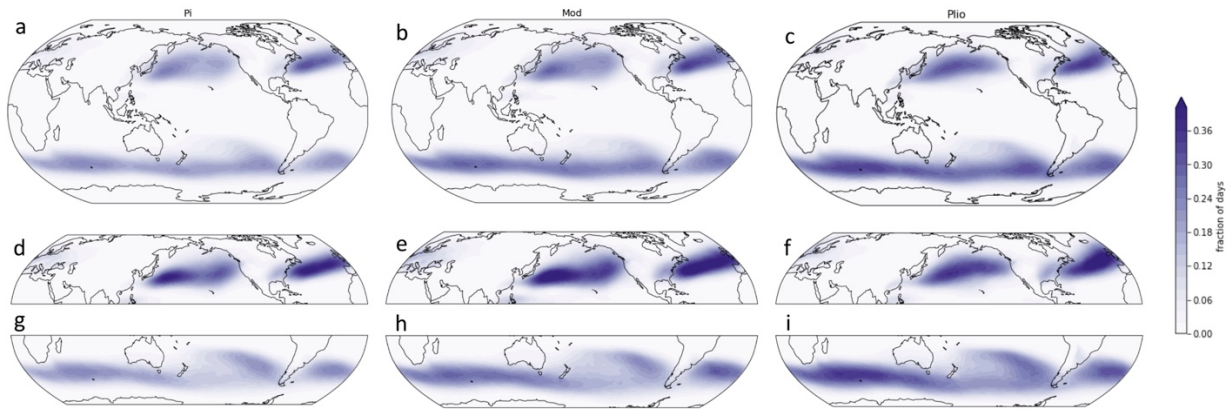 Pi
Mod
Plio
a
b
c
d
e
f
g
h
i
0.36
0.30
0.24
0.18
0.12
0.06
0.00
fraction of days